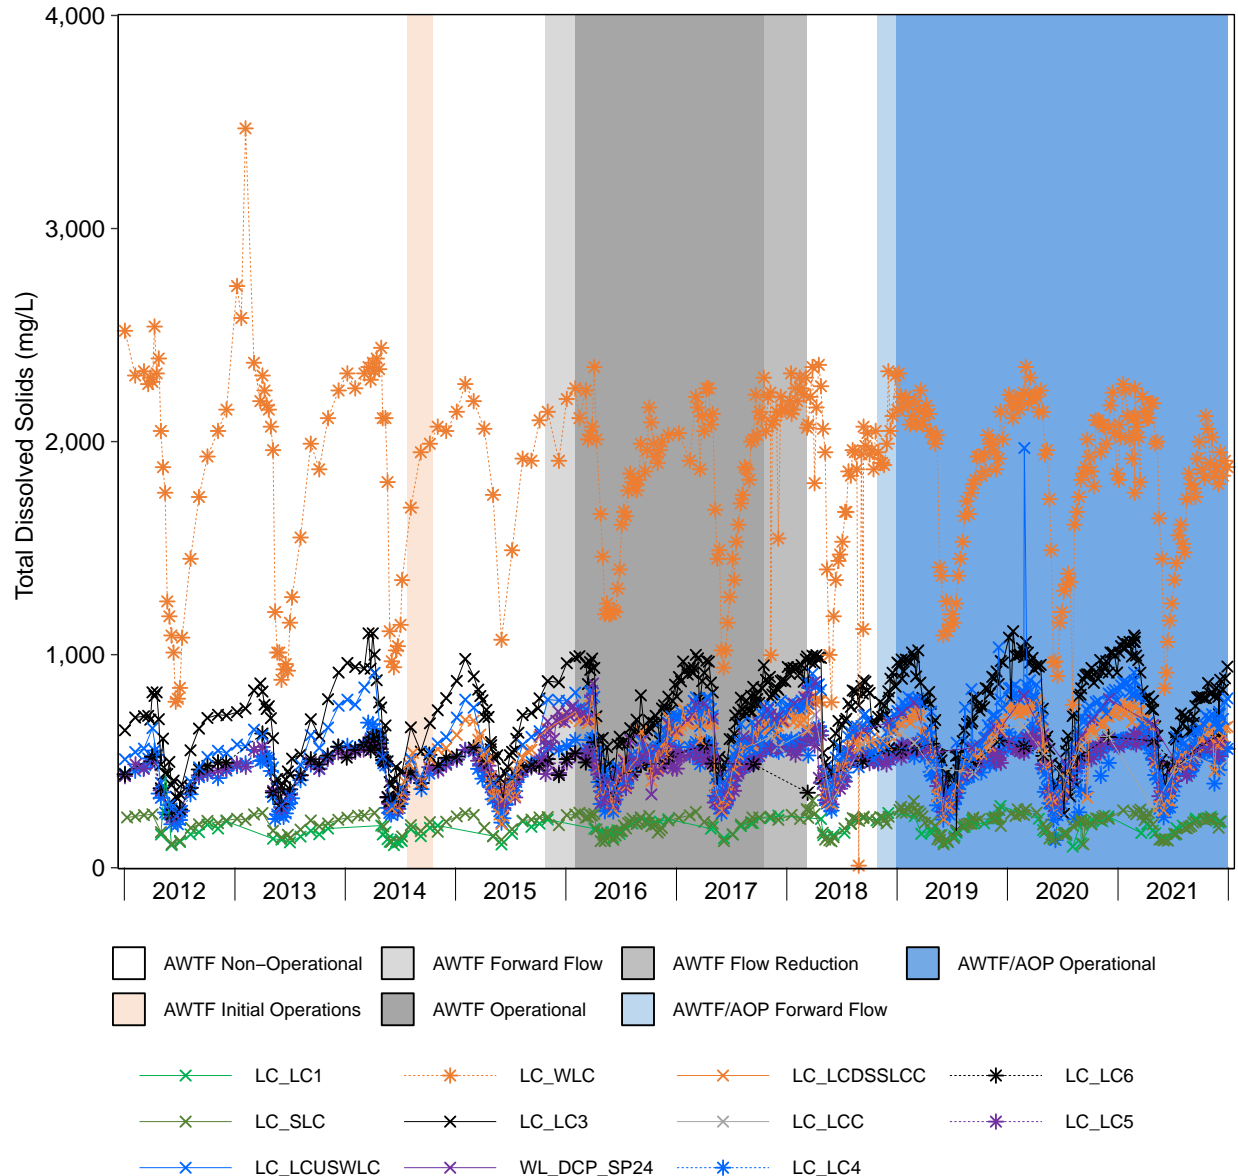 4,000
3,000
2,000
1,000
0
Total Dissolved Solids (mg/L)
2012 2013 2014 2015 2016 2017 2018 2019 2020 2021
AWTF Non−Operational AWTF Forward Flow AWTF Flow Reduction AWTF/AOP Operational
AWTF Initial Operations AWTF Operational AWTF/AOP Forward Flow
LC_LC1 LC_WLC LC_LCDSSLCC LC_LC6
LC_SLC LC_LC3 LC_LCC LC_LC5
LC_LCUSWLC WL_DCP_SP24 LC_LC4